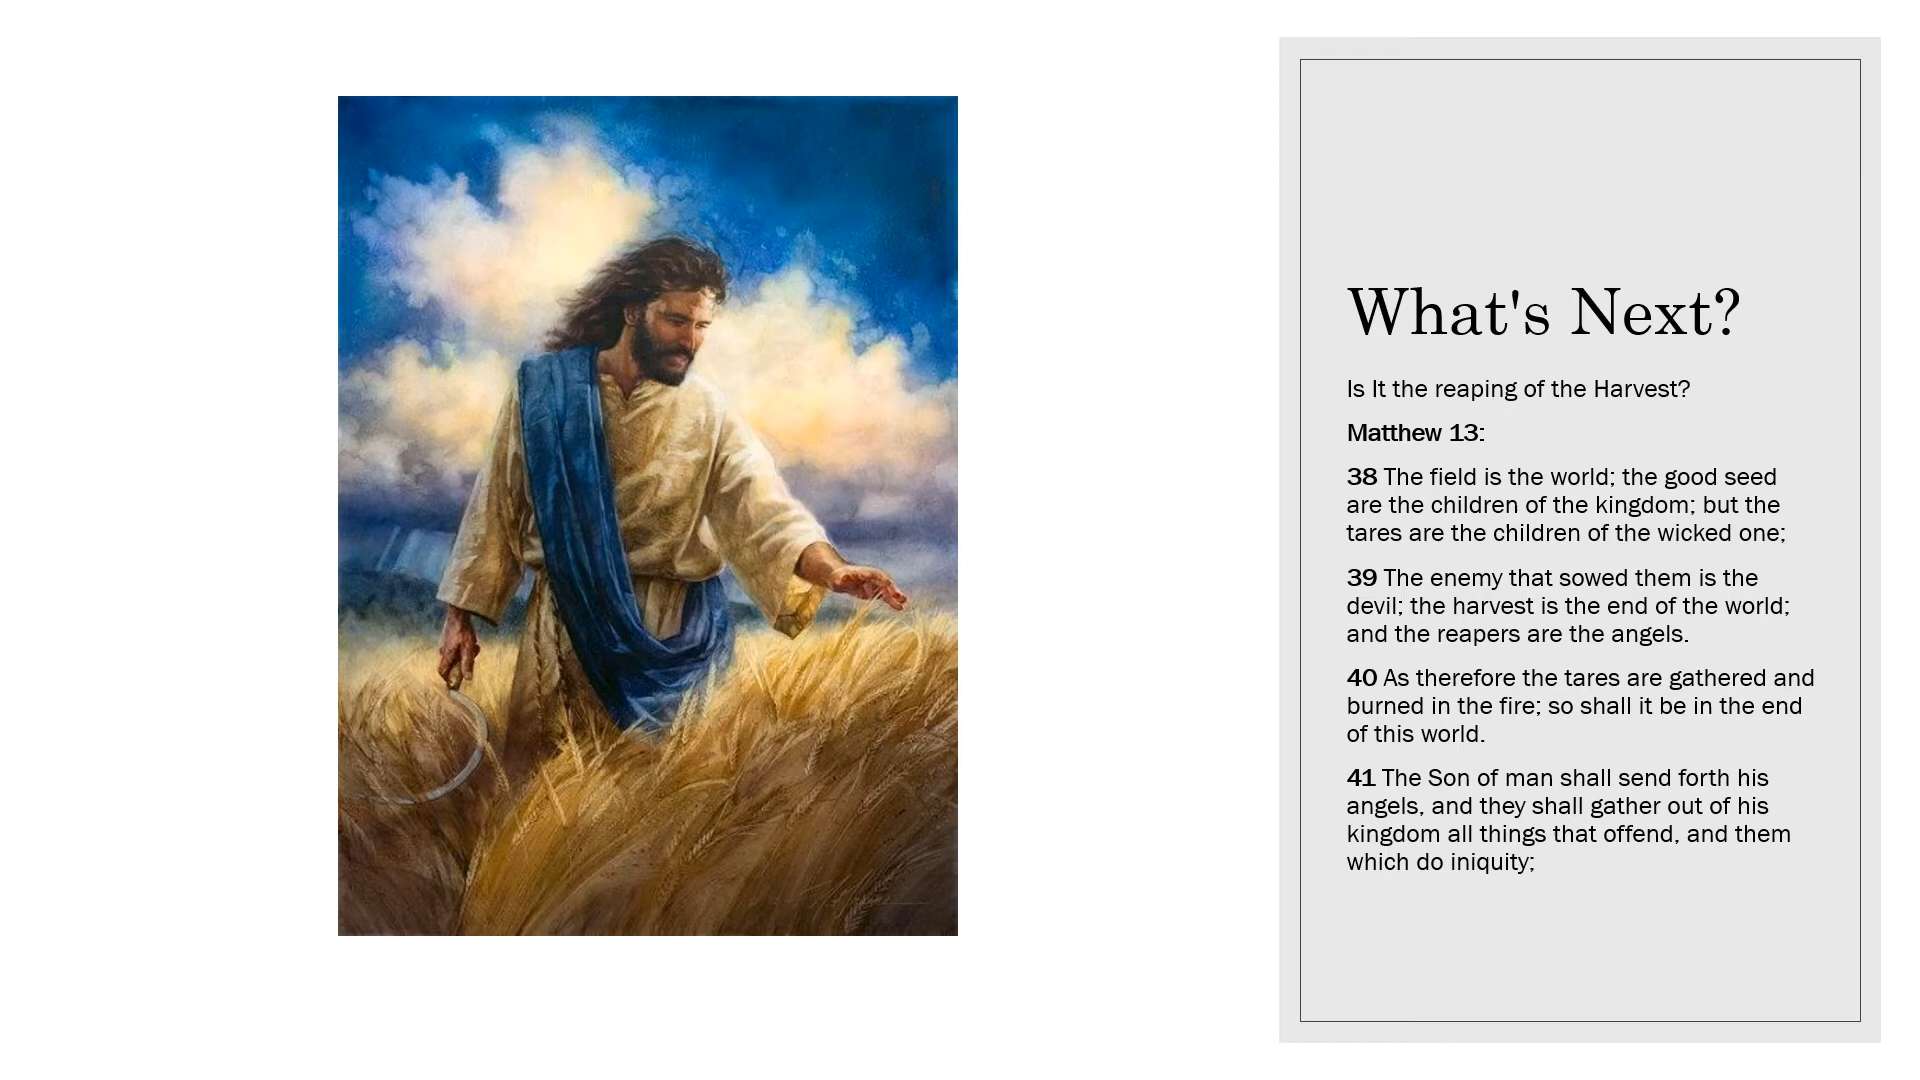 What's Next?
Is It the reaping of the Harvest?
Matthew 13:
38 The field is the world; the good seed
are the children of the kingdom; but the
tares are the children of the wicked one;
39 The enemy that sowed them is the
devil; the harvest is the end of the world;
and the reapers are the angels.
40 As therefore the tares are gathered and
burned in the fire; so shall it be in the end
of this world.
41 The Son of man shall send forth his
angels, and they shall gather out of his
kingdom all things that offend, and them
which do iniquity;